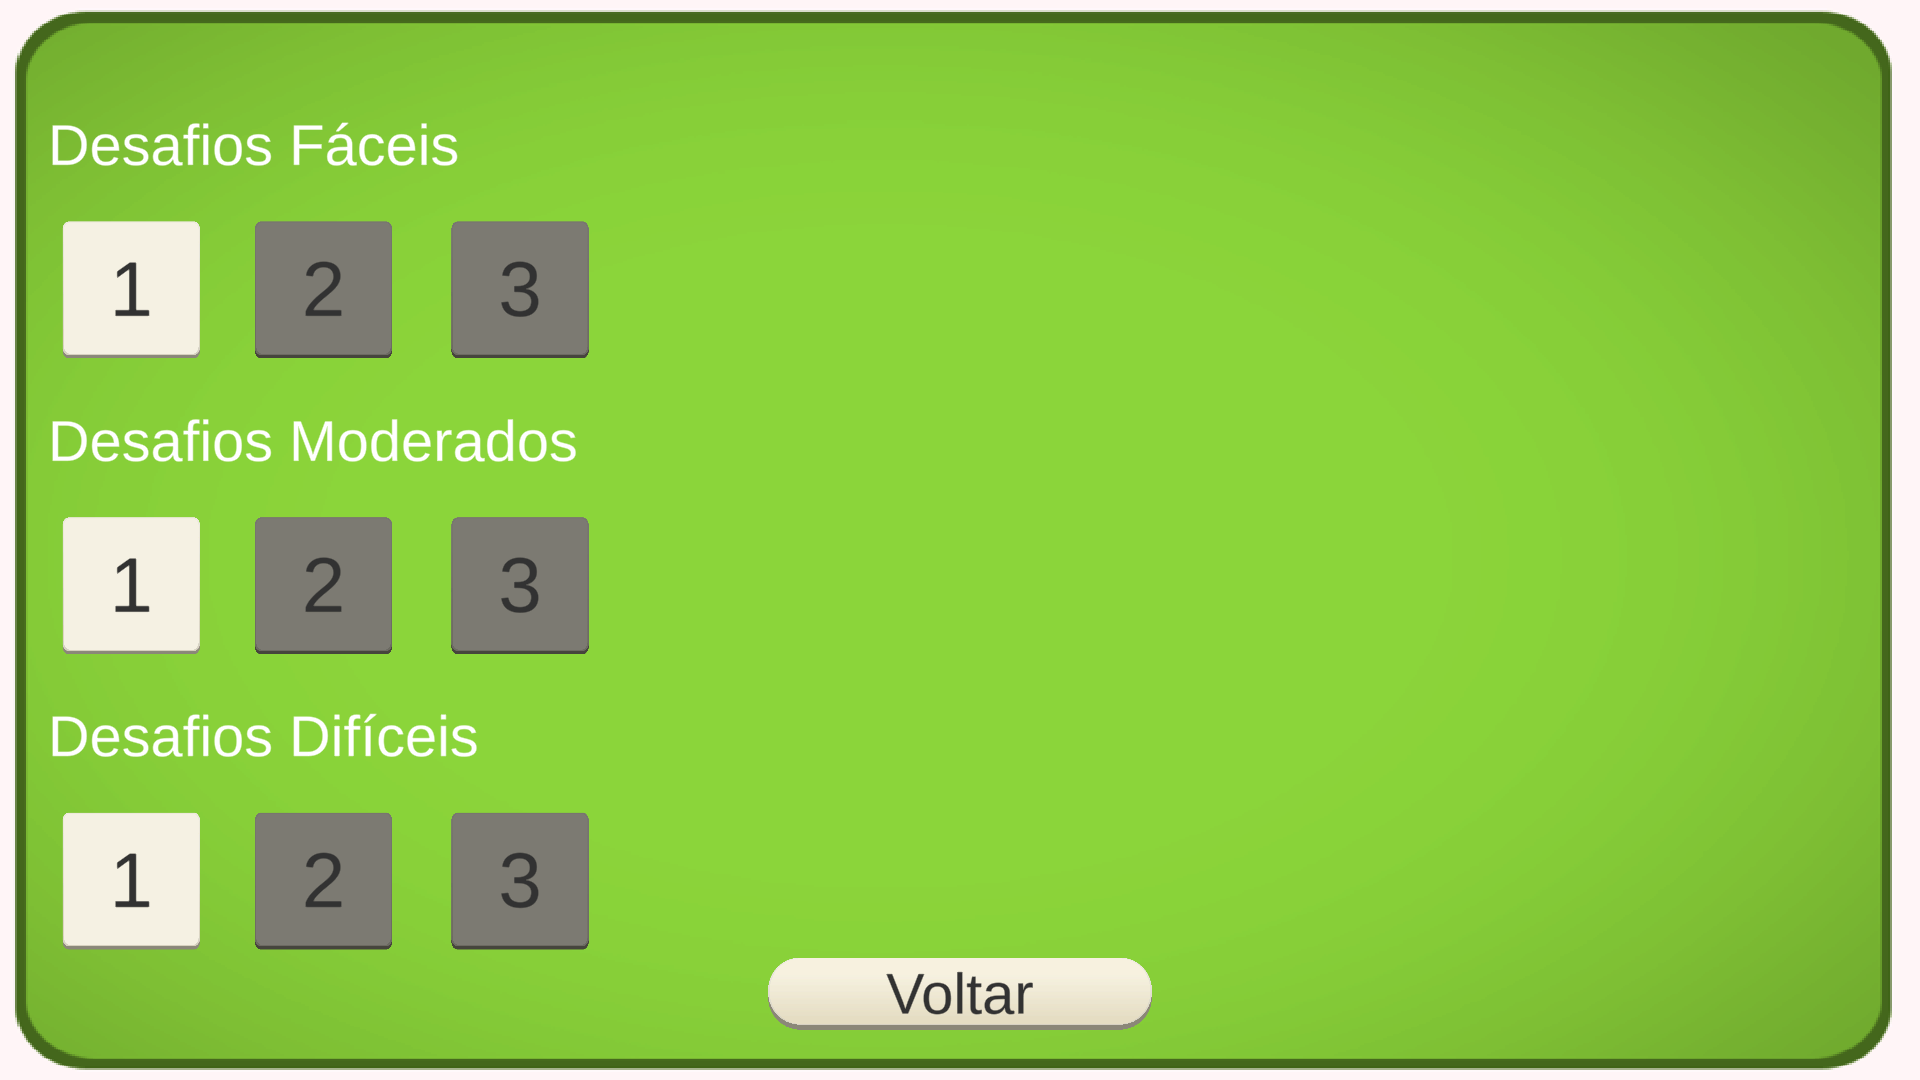 Desafios Fáceis
1 2 3
Desafios Moderados
1 2 3
Desafios Difíceis
1 2 3
Voltar